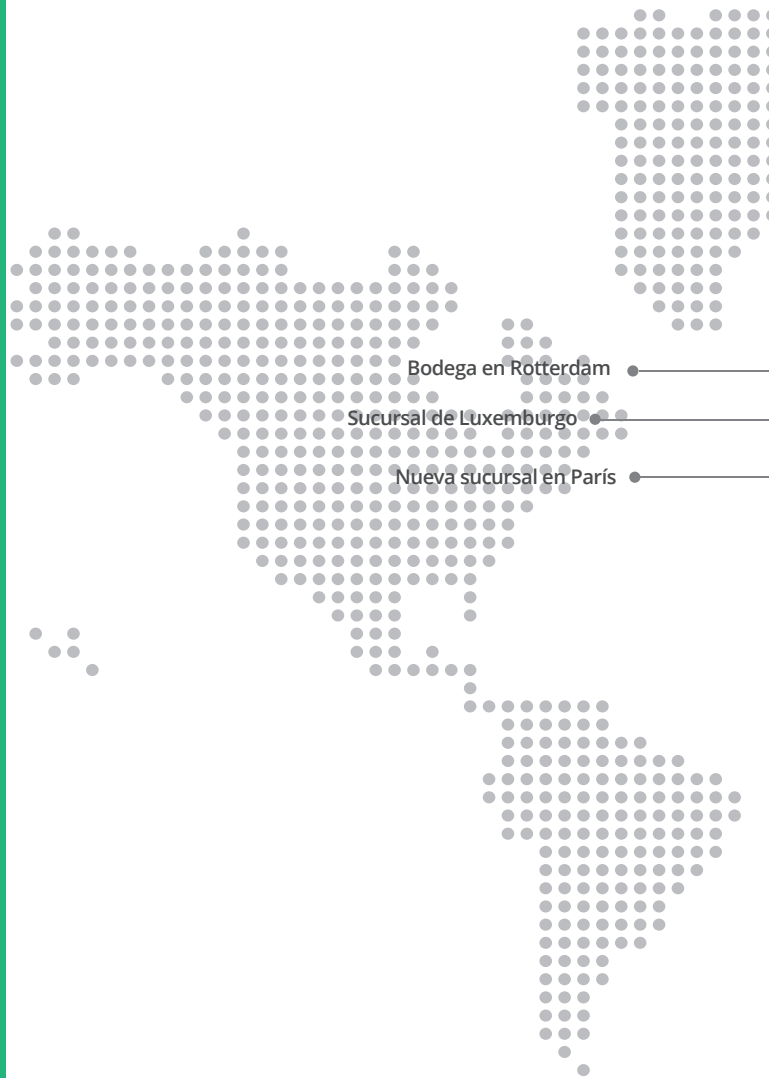 Bodega en Rotterdam
Sucursal de Luxemburgo
Nueva sucursal en París